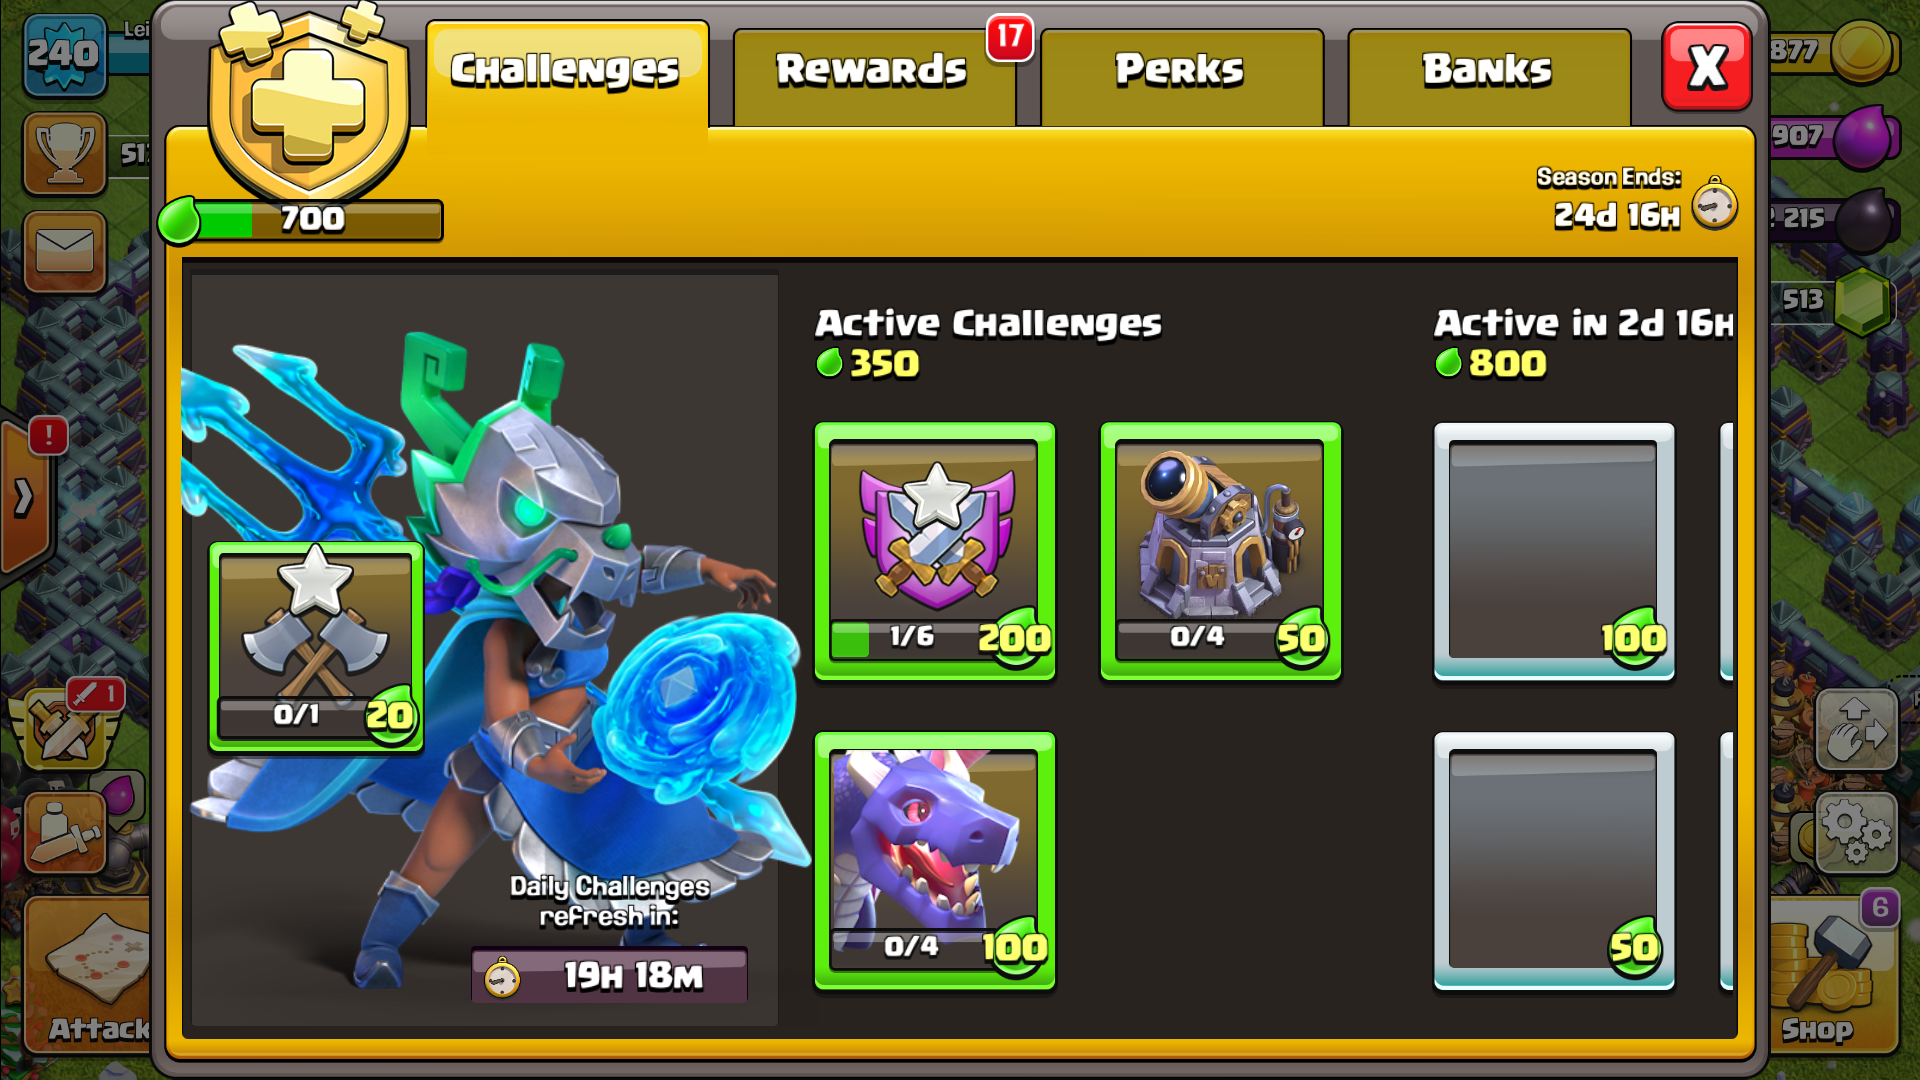 240
Lei
Challenges
Rewards
17
Perks
Banks
X
877
907
215
513
700
Season Ends:
24d 16H
!
Active Challenges
350
Active in 2d 16H
800
1/6
200
0/4
50
100
0/1
20
1
0/4
100
50
Daily Challenges
refresh in:
19H 18M
6
Attack
Shop